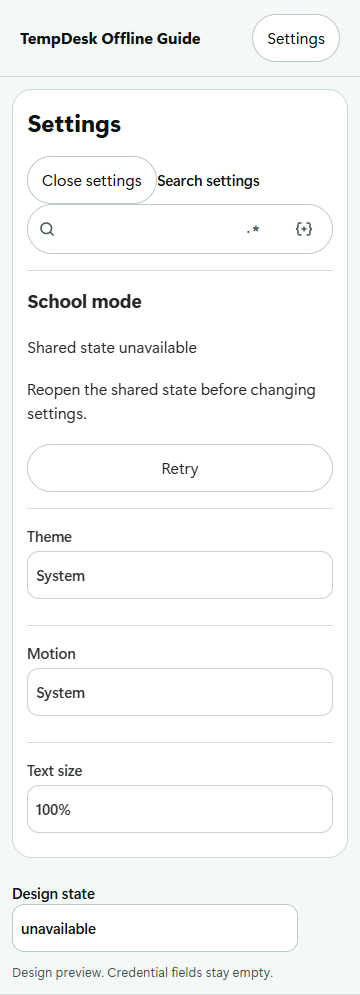 TempDesk Offline Guide
Settings
Settings
Close settings
Search settings
.*
{+}
School mode
Shared state unavailable
Reopen the shared state before changing
settings.
Retry
Theme
System
Motion
System
Text size
100%
Design state
unavailable
Design preview. Credential fields stay empty.